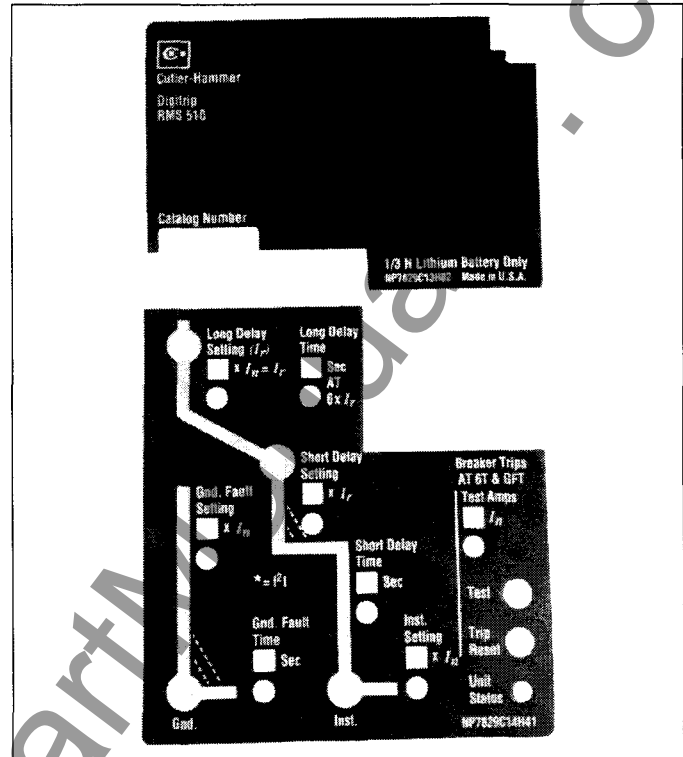 Cutler-Hammer
Digitrip
RMS 510
Catalog Number
1/3 N Lithium Battery Only
NP7829C13H02 Made in U.S.A.
Long Delay
Setting (Ir)
x In = Ir
Long Delay
Time
Sec
AT
6x Ir
Short Delay
Setting
x Ir
Gnd. Fault
Setting
x In
* = I²t
Short Delay
Time
Sec
Gnd. Fault
Time
Sec
Inst.
Setting
x In
Breaker Trips
AT 6T & GFT
Test Amps
In
Test
Trip
Reset
Unit
Status
Gnd.
Inst.
NP7829C14H41